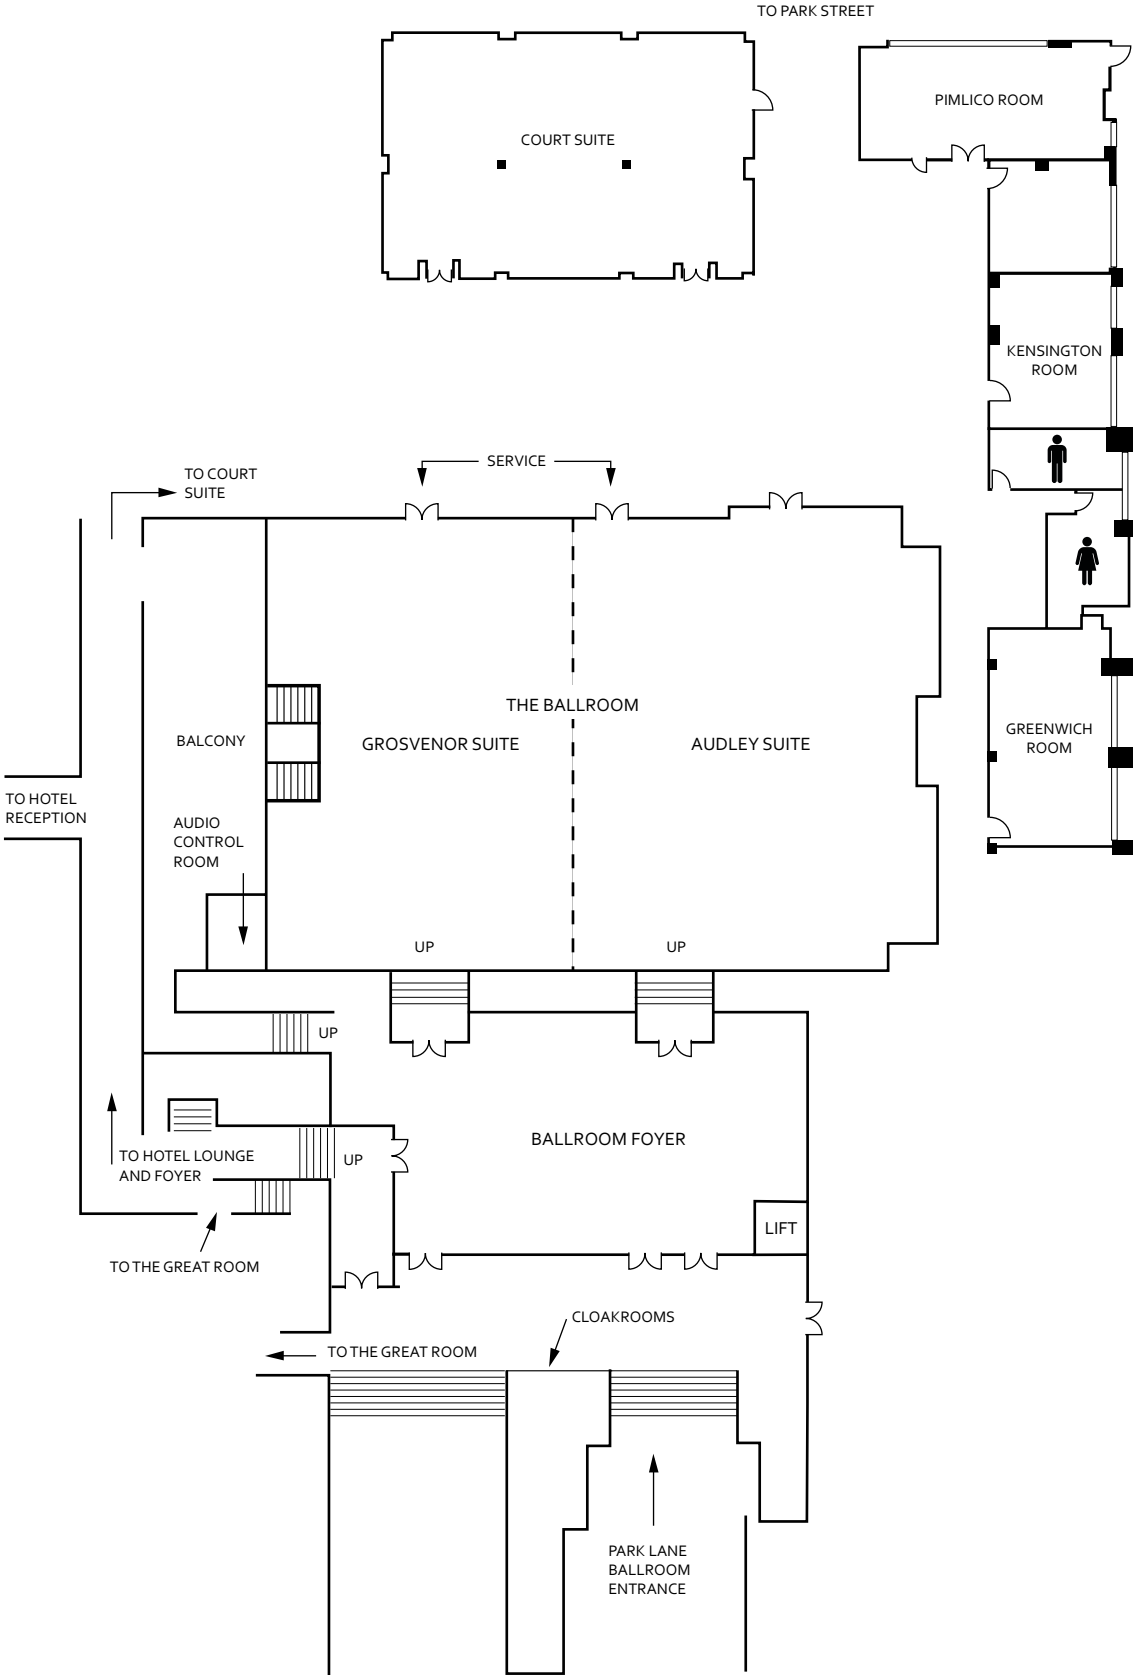 TO PARK STREET
PIMLICO ROOM
COURT SUITE
KENSINGTON
ROOM
SERVICE
TO COURT
SUITE
THE BALLROOM
GROSVENOR SUITE
AUDLEY SUITE
BALCONY
GREENWICH
ROOM
TO HOTEL
RECEPTION
AUDIO
CONTROL
ROOM
UP
UP
UP
BALLROOM FOYER
TO HOTEL LOUNGE
AND FOYER
UP
LIFT
TO THE GREAT ROOM
CLOAKROOMS
TO THE GREAT ROOM
PARK LANE
BALLROOM
ENTRANCE